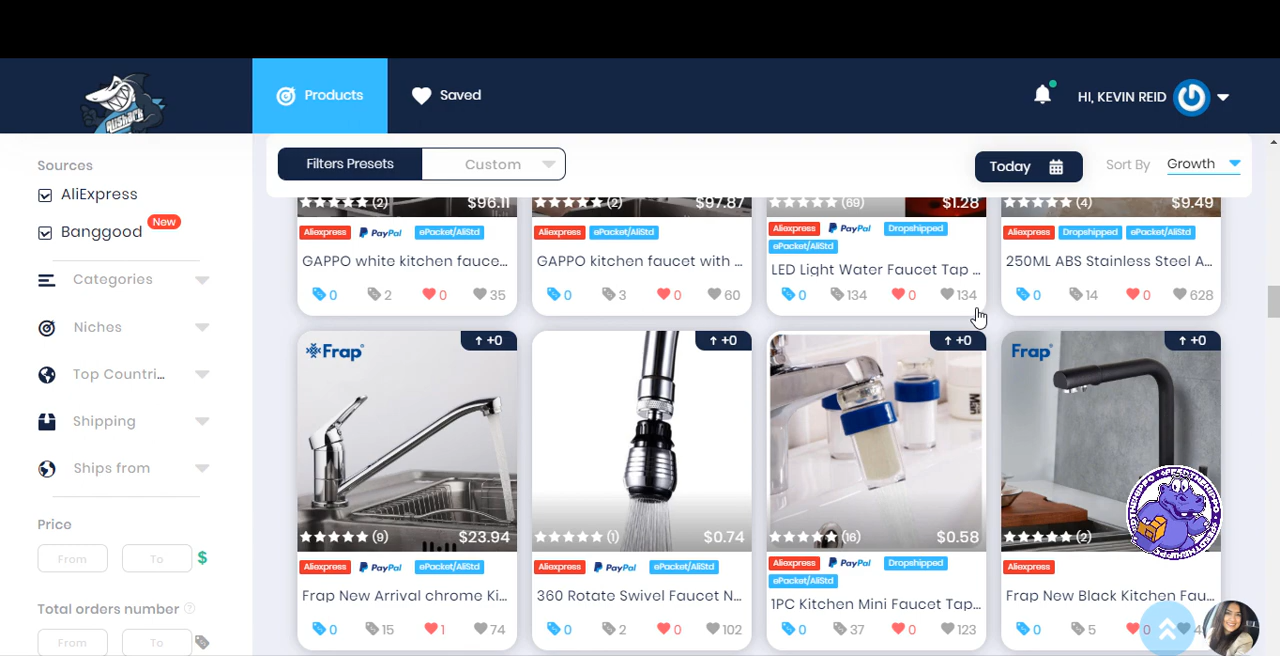 AliShark
Products
Saved
HI, KEVIN REID
Sources
AliExpress
Banggood
New
Categories
Niches
Top Countri...
Shipping
Ships from
Price
From
To
$
Total orders number
From
To
Filters Presets
Custom
Today
Sort By
Growth
(2)
$96.11
Aliexpress
PayPal
ePacket/AliStd
GAPPO white kitchen fauce...
0
2
0
35
(2)
$97.87
Aliexpress
ePacket/AliStd
GAPPO kitchen faucet with ...
0
3
0
60
(69)
$1.28
Aliexpress
PayPal
Dropshipped
ePacket/AliStd
LED Light Water Faucet Tap ...
0
134
0
134
(4)
$9.49
Aliexpress
Dropshipped
ePacket/AliStd
250ML ABS Stainless Steel A...
0
14
0
628
Frap
+0
(9)
$23.94
Aliexpress
PayPal
ePacket/AliStd
Frap New Arrival chrome Ki...
0
15
1
74
+0
(1)
$0.74
Aliexpress
PayPal
ePacket/AliStd
360 Rotate Swivel Faucet N...
0
2
0
102
+0
(16)
$0.58
Aliexpress
PayPal
Dropshipped
ePacket/AliStd
1PC Kitchen Mini Faucet Tap...
0
37
0
123
Frap
+0
(2)
Aliexpress
Frap New Black Kitchen Fau...
0
5
0